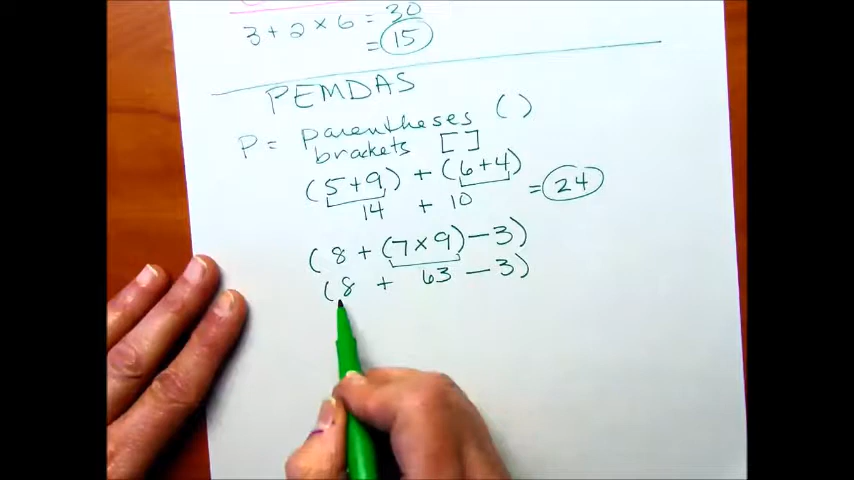 3 + 2 × 6 = 30
= 15
PEMDAS
P = parentheses ( )
brackets [ ]
(5+9) + (6+4)
14 + 10 = 24
(8 + (7×9) - 3)
(8 + 63 - 3)